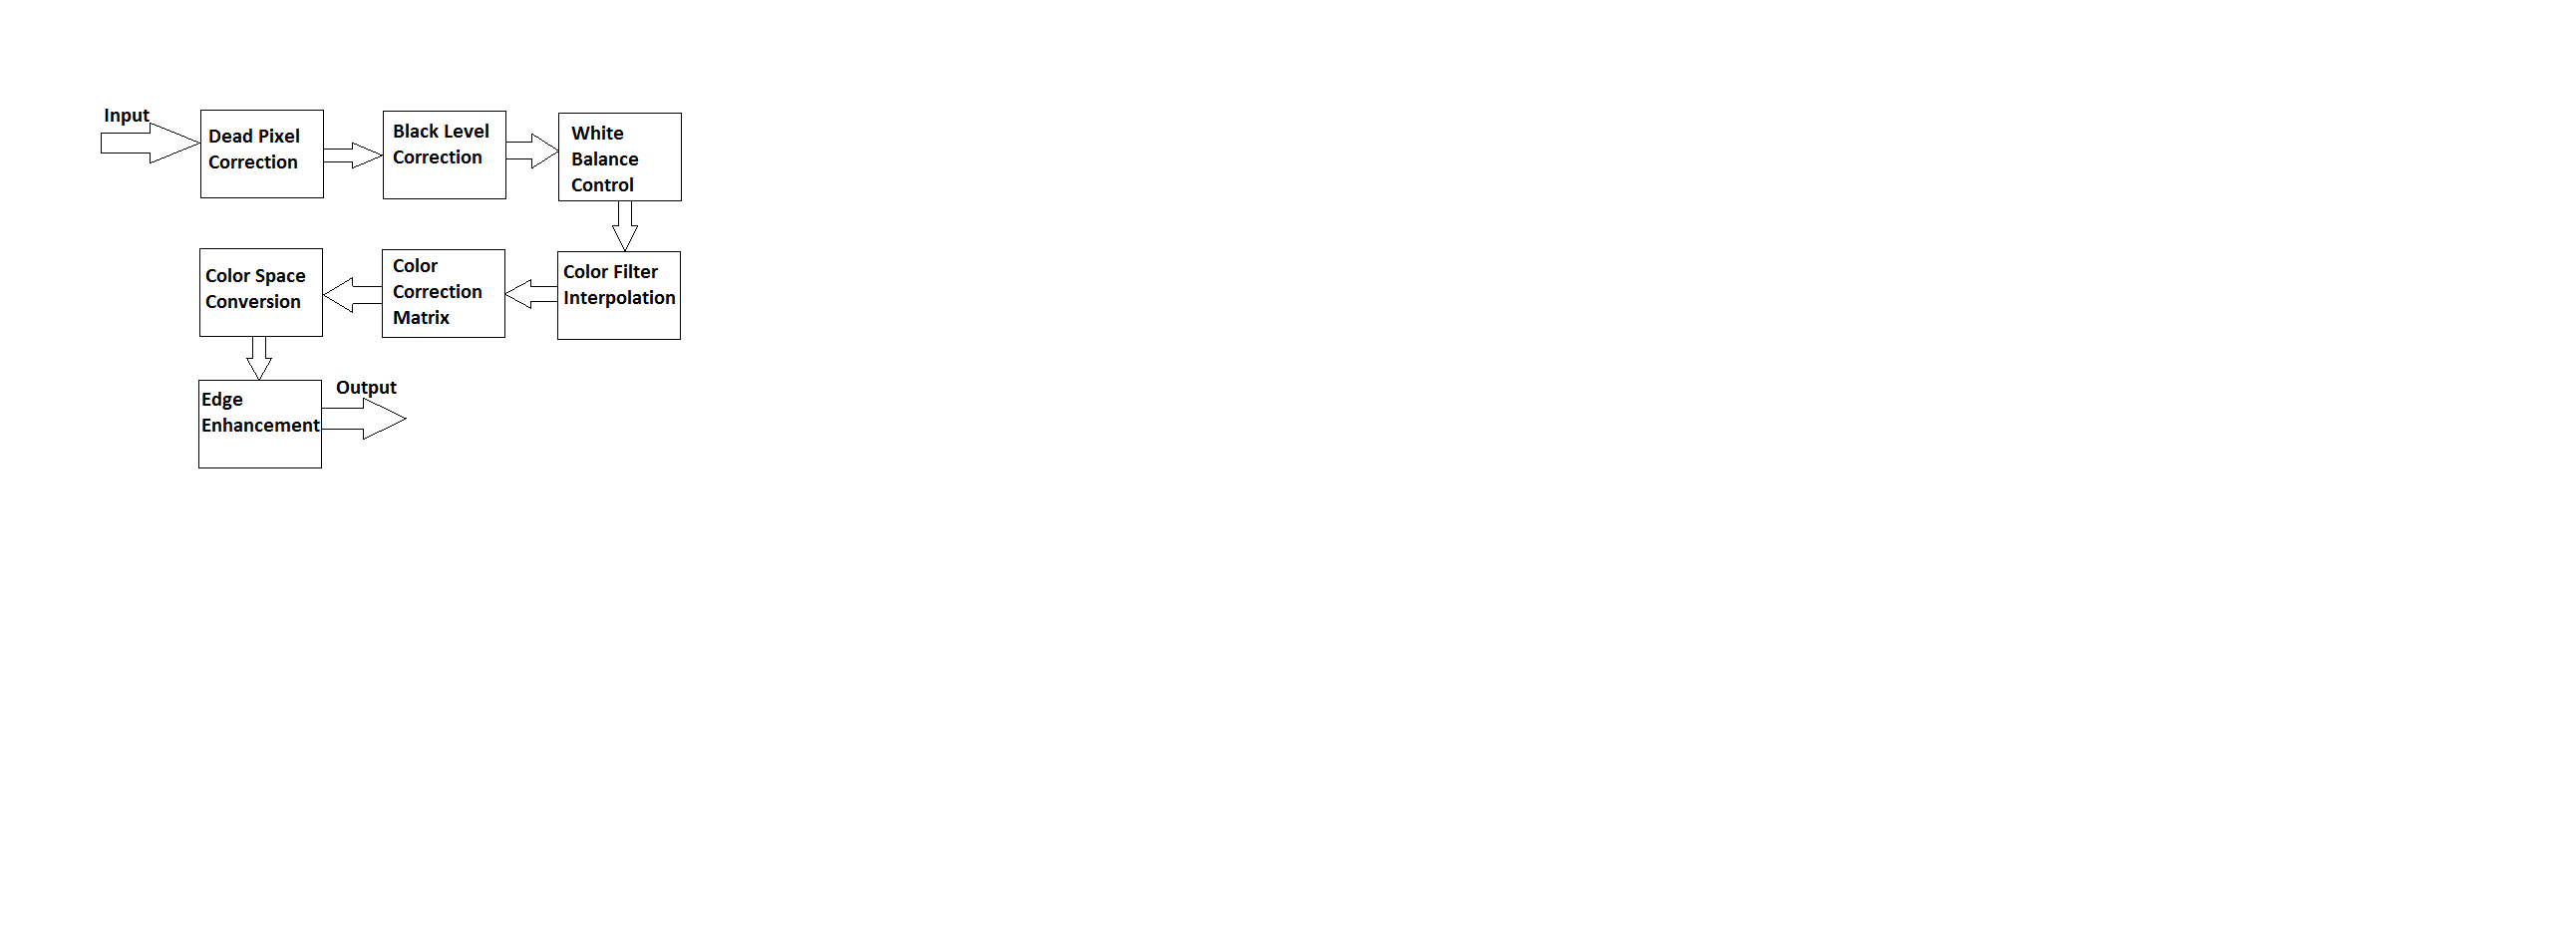 Input
Dead Pixel
Correction
Black Level
Correction
White
Balance
Control
Color Filter
Interpolation
Color
Correction
Matrix
Color Space
Conversion
Edge
Enhancement
Output